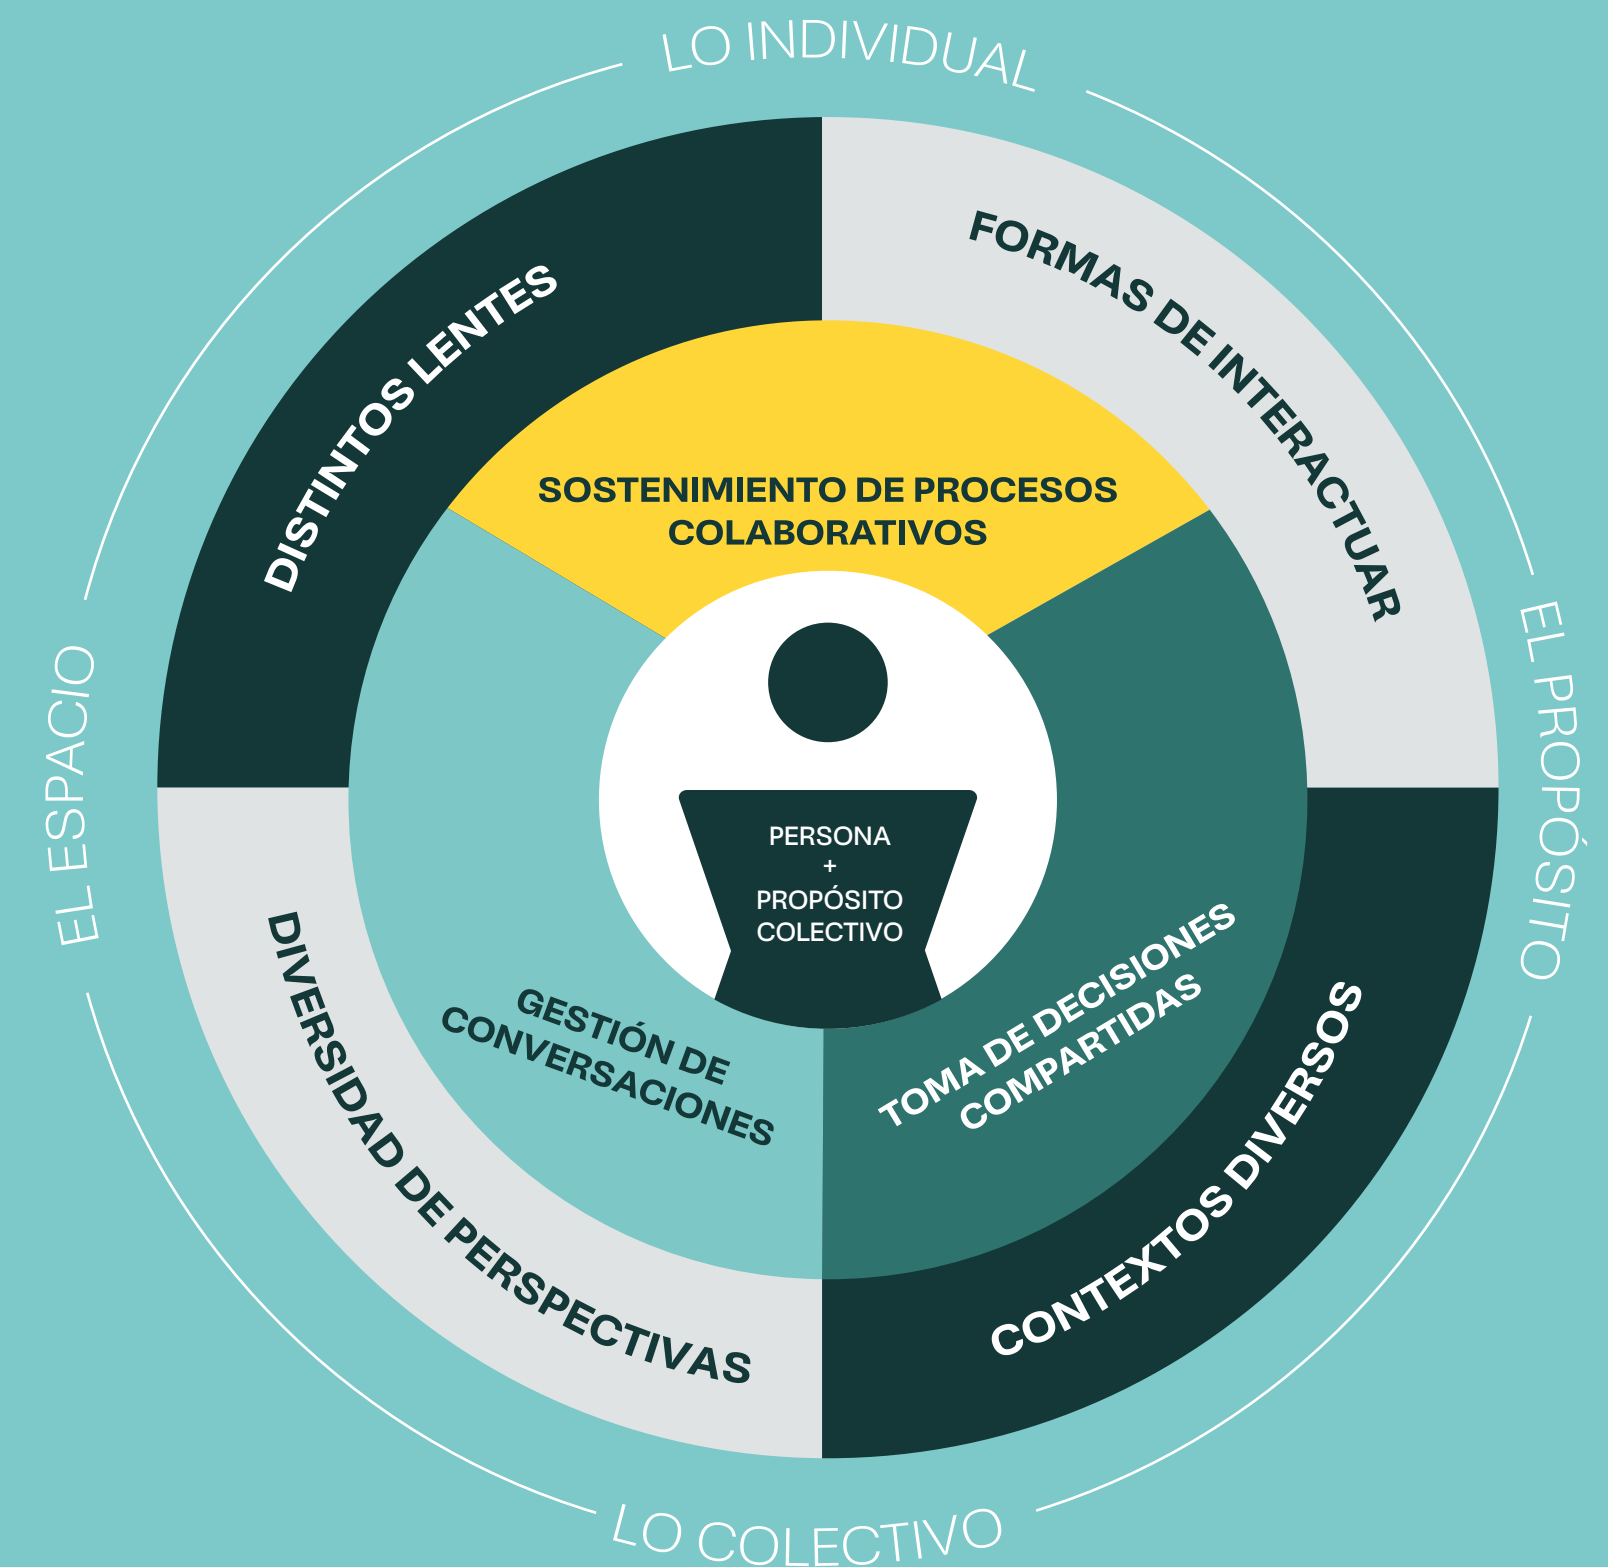 LO INDIVIDUAL
DISTINTOS LENTES
FORMAS DE INTERACTUAR
SOSTENIMIENTO DE PROCESOS
COLABORATIVOS
EL ESPACIO
EL PROPÓSITO
PERSONA
+
PROPÓSITO
COLECTIVO
GESTIÓN DE
CONVERSACIONES
TOMA DE DECISIONES
COMPARTIDAS
DIVERSIDAD DE PERSPECTIVAS
CONTEXTOS DIVERSOS
LO COLECTIVO